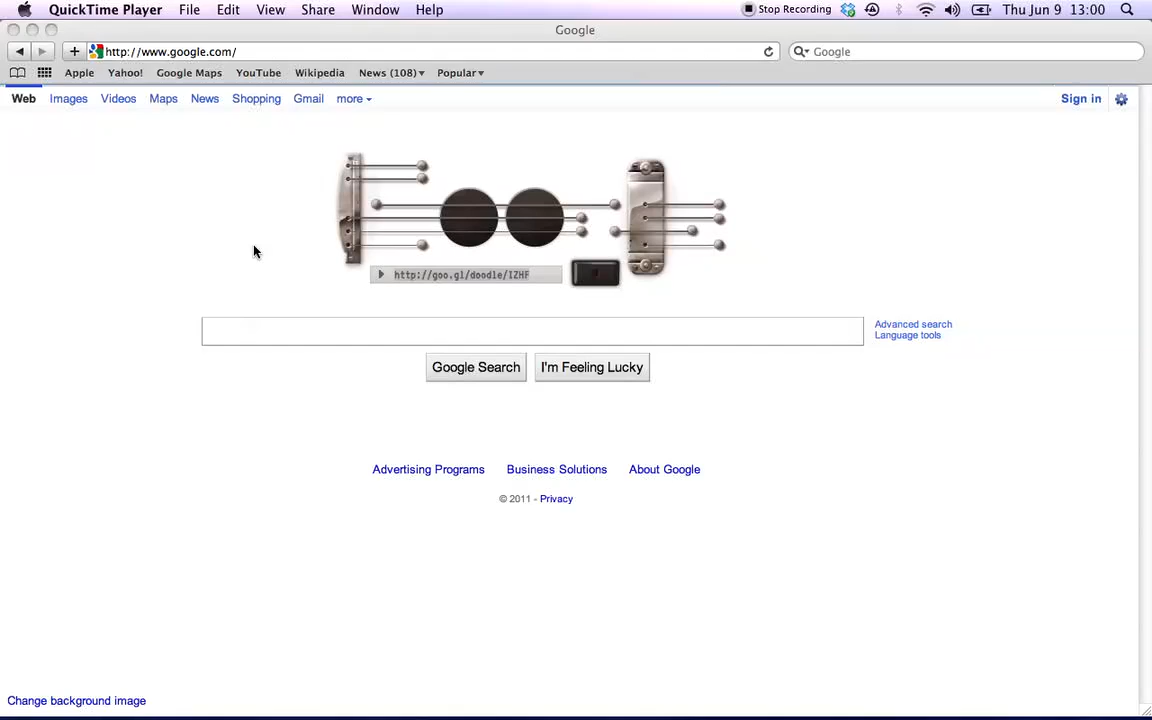 QuickTime Player File Edit View Share Window Help Stop Recording Thu Jun 9 13:00
Google
http://www.google.com/ Google
Apple Yahoo! Google Maps YouTube Wikipedia News (108) Popular
Web Images Videos Maps News Shopping Gmail more Sign in
http://goo.gl/doodle/IZHF
Advanced search
Language tools
Google Search I'm Feeling Lucky
Advertising Programs Business Solutions About Google
© 2011 - Privacy
Change background image